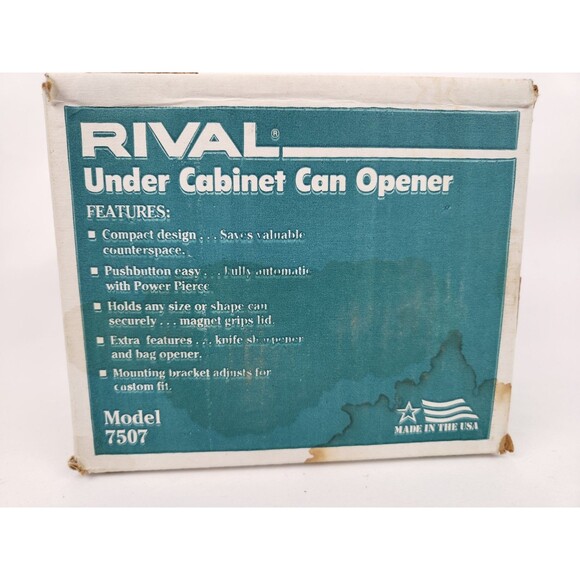 RIVAL®
Under Cabinet Can Opener
FEATURES:
■ Compact design . . . Saves valuable
counterspace.
■ Pushbutton easy . . . Fully automatic
with Power Pierce
■ Holds any size or shape can
securely . . . magnet grips lid.
■ Extra features . . . knife sharpener
and bag opener.
■ Mounting bracket adjusts for
custom fit.
Model
7507
MADE IN THE USA